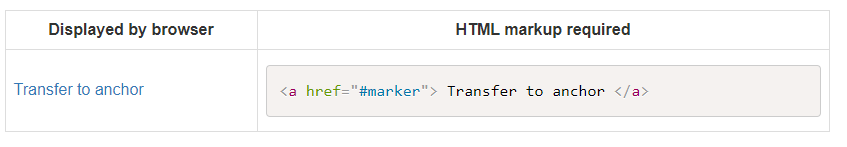 Displayed by browser HTML markup required
Transfer to anchor <a href="#marker"> Transfer to anchor </a>